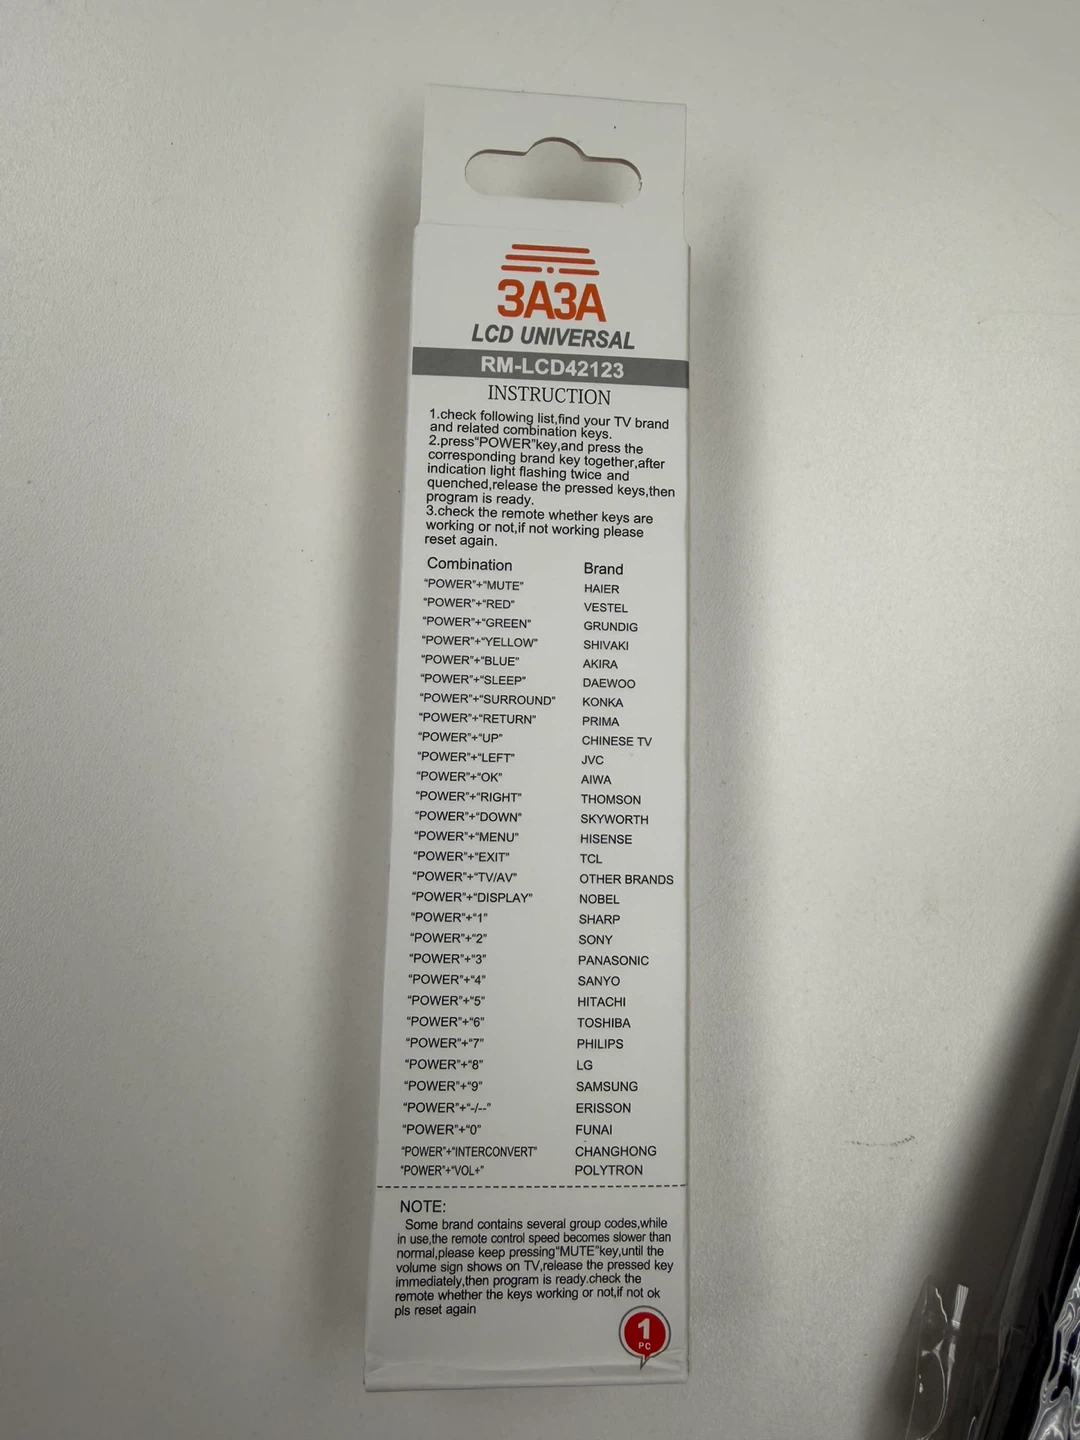 3A3A
LCD UNIVERSAL
RM-LCD42123
INSTRUCTION
1.check following list,find your TV brand
and related combination keys.
2.press"POWER"key,and press the
corresponding brand key together,after
indication light flashing twice and
quenched,release the pressed keys,then
program is ready.
3.check the remote whether keys are
working or not,if not working please
reset again.
Combination Brand
"POWER"+"MUTE" HAIER
"POWER"+"RED" VESTEL
"POWER"+"GREEN" GRUNDIG
"POWER"+"YELLOW" SHIVAKI
"POWER"+"BLUE" AKIRA
"POWER"+"SLEEP" DAEWOO
"POWER"+"SURROUND" KONKA
"POWER"+"RETURN" PRIMA
"POWER"+"UP" CHINESE TV
"POWER"+"LEFT" JVC
"POWER"+"OK" AIWA
"POWER"+"RIGHT" THOMSON
"POWER"+"DOWN" SKYWORTH
"POWER"+"MENU" HISENSE
"POWER"+"EXIT" TCL
"POWER"+"TV/AV" OTHER BRANDS
"POWER"+"DISPLAY" NOBEL
"POWER"+"1" SHARP
"POWER"+"2" SONY
"POWER"+"3" PANASONIC
"POWER"+"4" SANYO
"POWER"+"5" HITACHI
"POWER"+"6" TOSHIBA
"POWER"+"7" PHILIPS
"POWER"+"8" LG
"POWER"+"9" SAMSUNG
"POWER"+"-/--" ERISSON
"POWER"+"0" FUNAI
"POWER"+"INTERCONVERT" CHANGHONG
"POWER"+"VOL+" POLYTRON
NOTE:
Some brand contains several group codes,while
in use,the remote control speed becomes slower than
normal,please keep pressing"MUTE"key,until the
volume sign shows on TV,release the pressed key
immediately,then program is ready.check the
remote whether the keys working or not,if not ok
pls reset again
1
PC